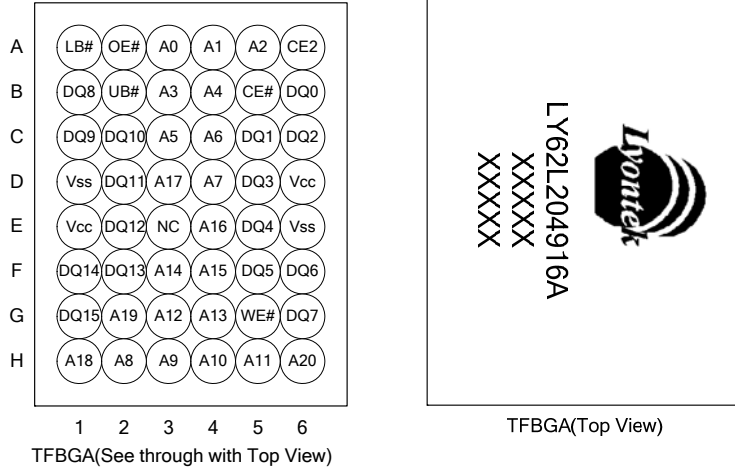 A LB# OE# A0 A1 A2 CE2
B DQ8 UB# A3 A4 CE# DQ0
C DQ9 DQ10 A5 A6 DQ1 DQ2
D Vss DQ11 A17 A7 DQ3 Vcc
E Vcc DQ12 NC A16 DQ4 Vss
F DQ14 DQ13 A14 A15 DQ5 DQ6
G DQ15 A19 A12 A13 WE# DQ7
H A18 A8 A9 A10 A11 A20
1 2 3 4 5 6
TFBGA(See through with Top View)
Lyontek
LY62L204916A
XXXXX
XXXXX
TFBGA(Top View)